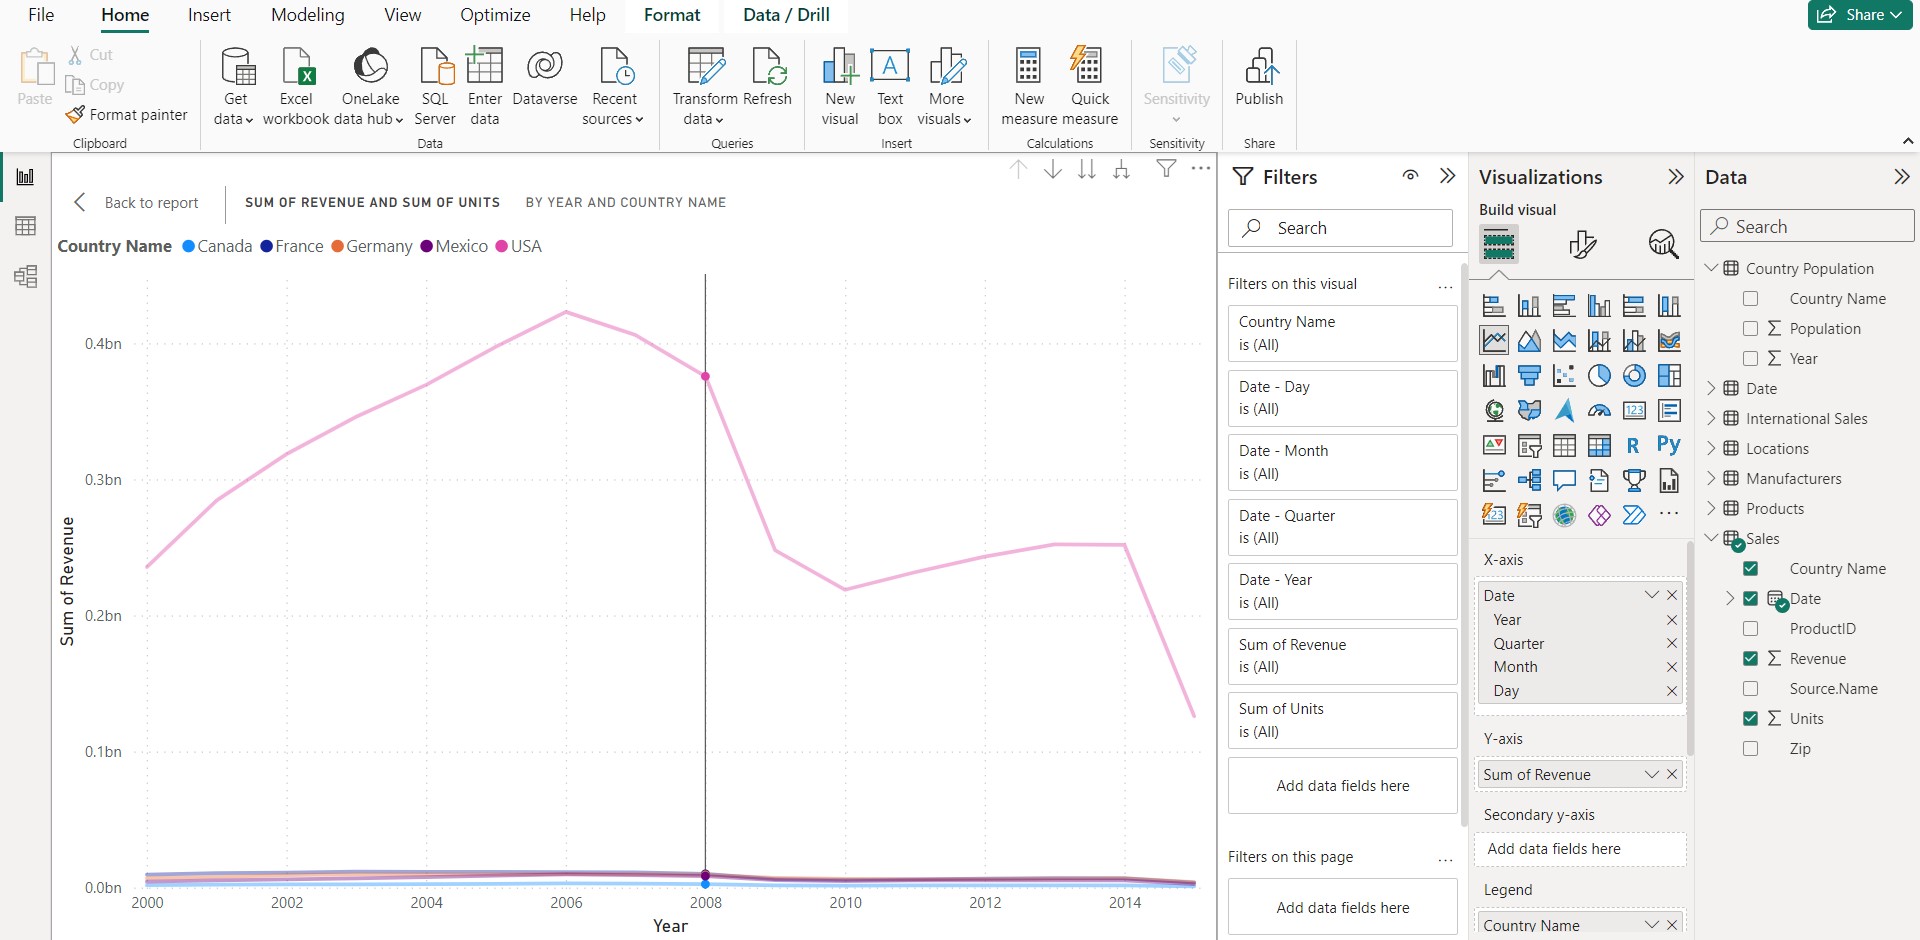 File Home Insert Modeling View Optimize Help Format Data / Drill Share
Paste
Cut
Copy
Format painter
Clipboard
Get data
Excel workbook
OneLake data hub
SQL Server
Enter data
Dataverse
Recent sources
Data
Transform data
Refresh
Queries
New visual
Text box
A
More visuals
Insert
New measure
Quick measure
Calculations
Sensitivity
Sensitivity
Publish
Share
Back to report
SUM OF REVENUE AND SUM OF UNITS BY YEAR AND COUNTRY NAME
Country Name Canada France Germany Mexico USA
Sum of Revenue
0.4bn
0.3bn
0.2bn
0.1bn
0.0bn
2000 2002 2004 2006 2008 2010 2012 2014
Year
Filters
Search
Filters on this visual ...
Country Name
is (All)
Date - Day
is (All)
Date - Month
is (All)
Date - Quarter
is (All)
Date - Year
is (All)
Sum of Revenue
is (All)
Sum of Units
is (All)
Add data fields here
Filters on this page ...
Add data fields here
Visualizations
Build visual
123
R Py
123
...
X-axis
Date
Year
Quarter
Month
Day
Y-axis
Sum of Revenue
Secondary y-axis
Add data fields here
Legend
Country Name
Data
Search
Country Population
Country Name
Σ Population
Σ Year
Date
International Sales
Locations
Manufacturers
Products
Sales
Country Name
Date
ProductID
Σ Revenue
Source.Name
Σ Units
Zip